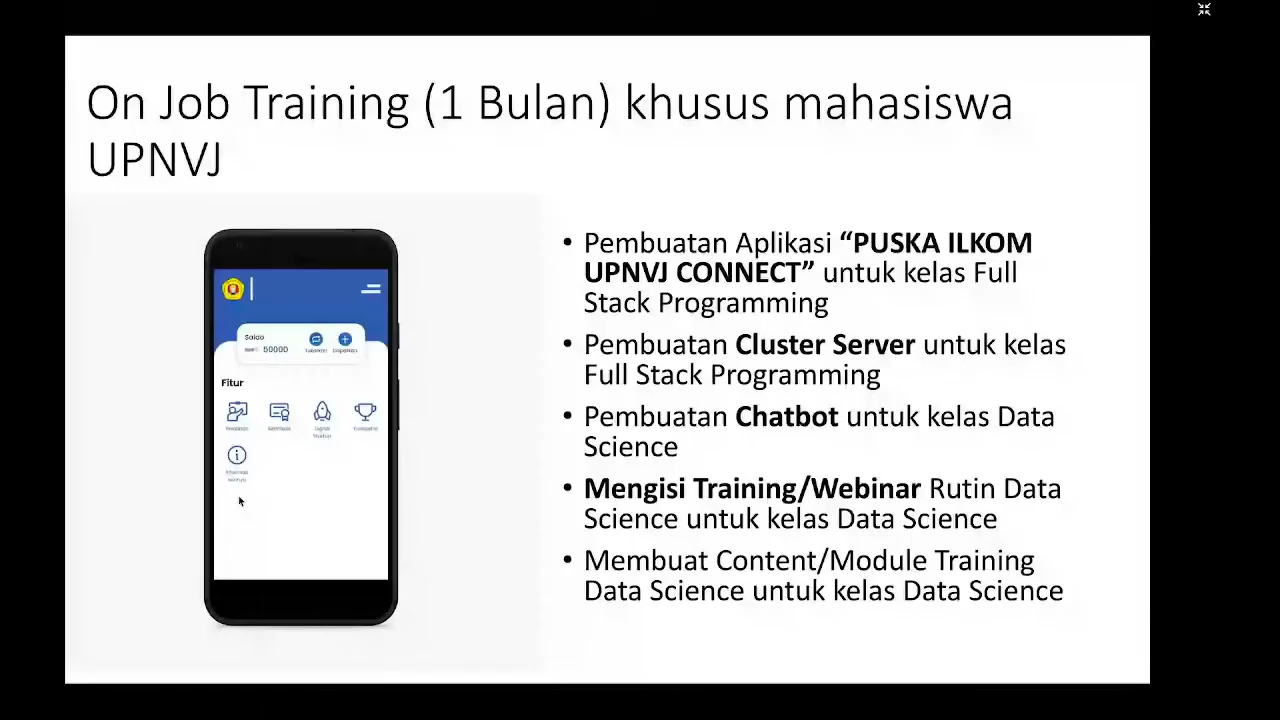 On Job Training (1 Bulan) khusus mahasiswa
UPNVJ
Saldo
50000
Fitur
• Pembuatan Aplikasi “PUSKA ILKOM
UPNVJ CONNECT” untuk kelas Full
Stack Programming
• Pembuatan Cluster Server untuk kelas
Full Stack Programming
• Pembuatan Chatbot untuk kelas Data
Science
• Mengisi Training/Webinar Rutin Data
Science untuk kelas Data Science
• Membuat Content/Module Training
Data Science untuk kelas Data Science